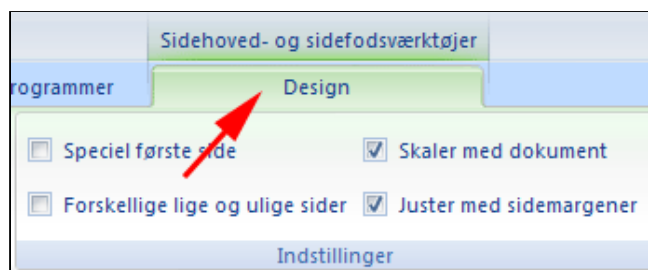 Sidehoved- og sidefodsværktøjer
rogrammer Design
Speciel første side Skaler med dokument
Forskellige lige og ulige sider Juster med sidemargener
Indstillinger